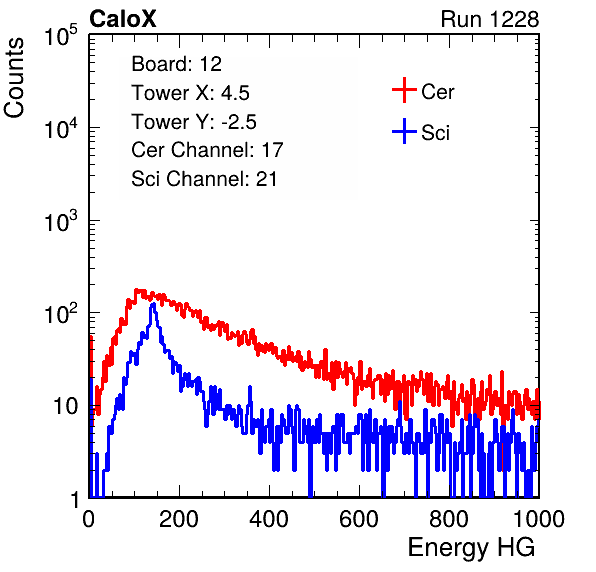 CaloX Run 1228
Counts
10^5
10^4
10^3
10^2
10
1
Board: 12
Tower X: 4.5
Tower Y: -2.5
Cer Channel: 17
Sci Channel: 21
Cer
Sci
0 200 400 600 800 1000
Energy HG